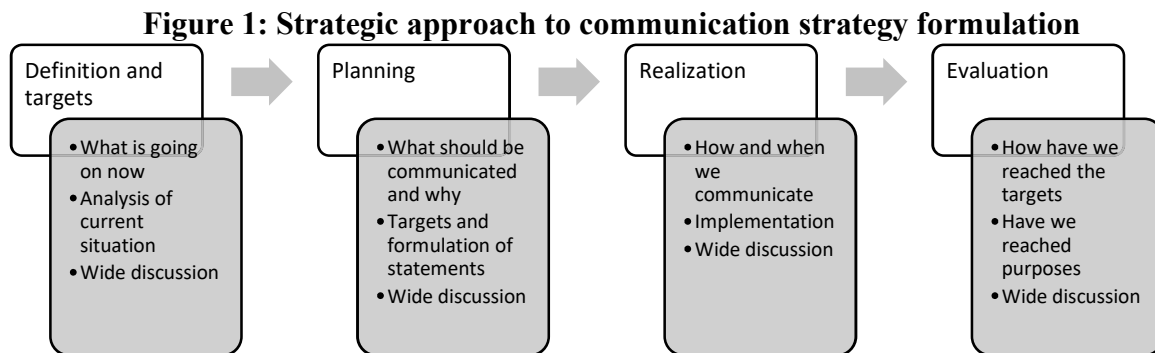 Figure 1: Strategic approach to communication strategy formulation
Definition and
targets
•What is going
on now
•Analysis of
current
situation
•Wide discussion
Planning
•What should be
communicated
and why
•Targets and
formulation of
statements
•Wide discussion
Realization
•How and when
we
communicate
•Implementation
•Wide discussion
Evaluation
•How have we
reached the
targets
•Have we
reached
purposes
•Wide discussion